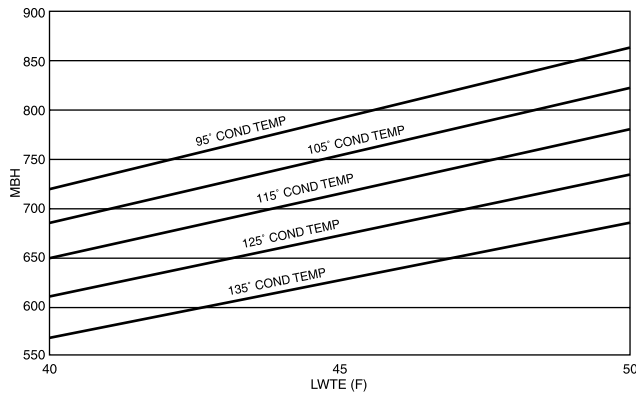 900
850
800
750
700
650
600
550
MBH
95° COND TEMP
105° COND TEMP
115° COND TEMP
125° COND TEMP
135° COND TEMP
40
45
50
LWTE (F)